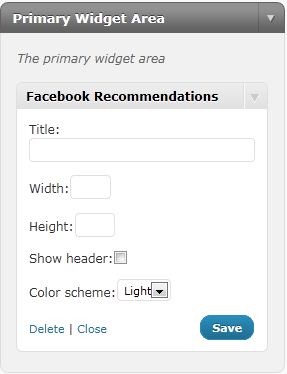 Primary Widget Area
The primary widget area
Facebook Recommendations
Title:
Width:
Height:
Show header:
Color scheme: Light
Delete | Close Save